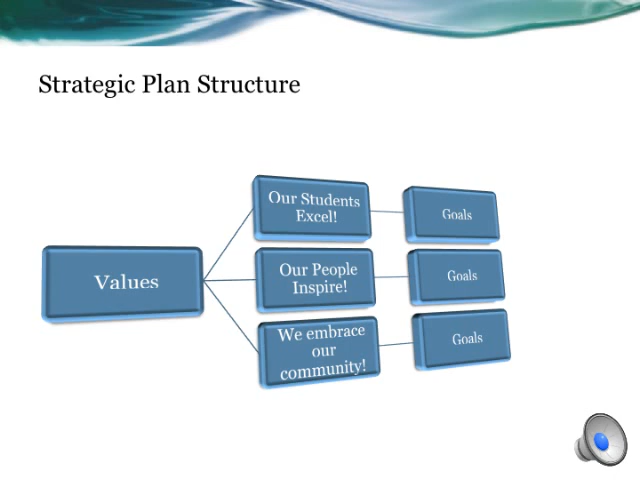 Strategic Plan Structure
Our Students
Excel!
Goals
Values
Our People
Inspire!
Goals
We embrace
our
community!
Goals